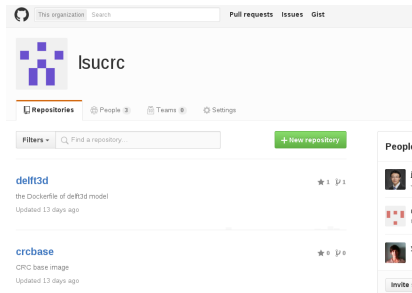 This organization Search Pull requests Issues Gist
lsucrc
Repositories People 3 Teams 0 Settings
Filters Find a repository... New repository
People
delft3d 1 1
the Dockerfile of delft3d model
Updated 13 days ago
crcbase 0 0
CRC base image
Updated 13 days ago
Invite